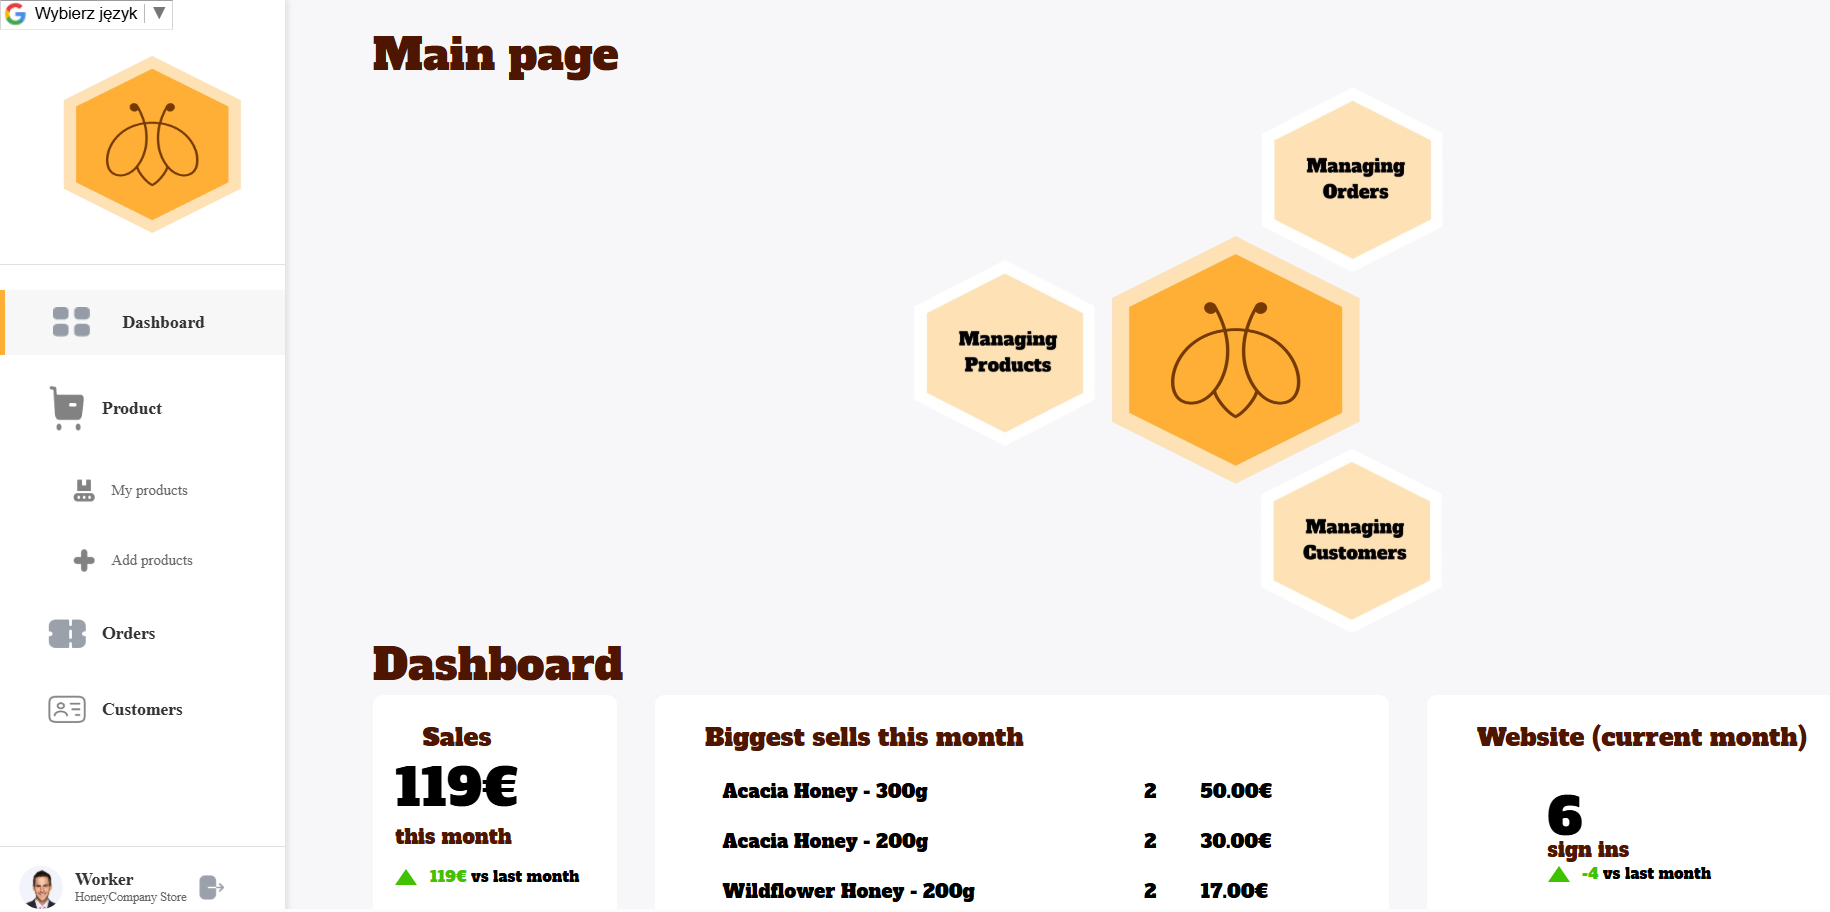 Wybierz język
Dashboard
Product
My products
Add products
Orders
Customers
Worker
HoneyCompany Store
Main page
Managing
Orders
Managing
Products
Managing
Customers
Dashboard
Sales
119€
this month
119€ vs last month
Biggest sells this month
Acacia Honey - 300g 2 50.00€
Acacia Honey - 200g 2 30.00€
Wildflower Honey - 200g 2 17.00€
Website (current month)
6
sign ins
-4 vs last month